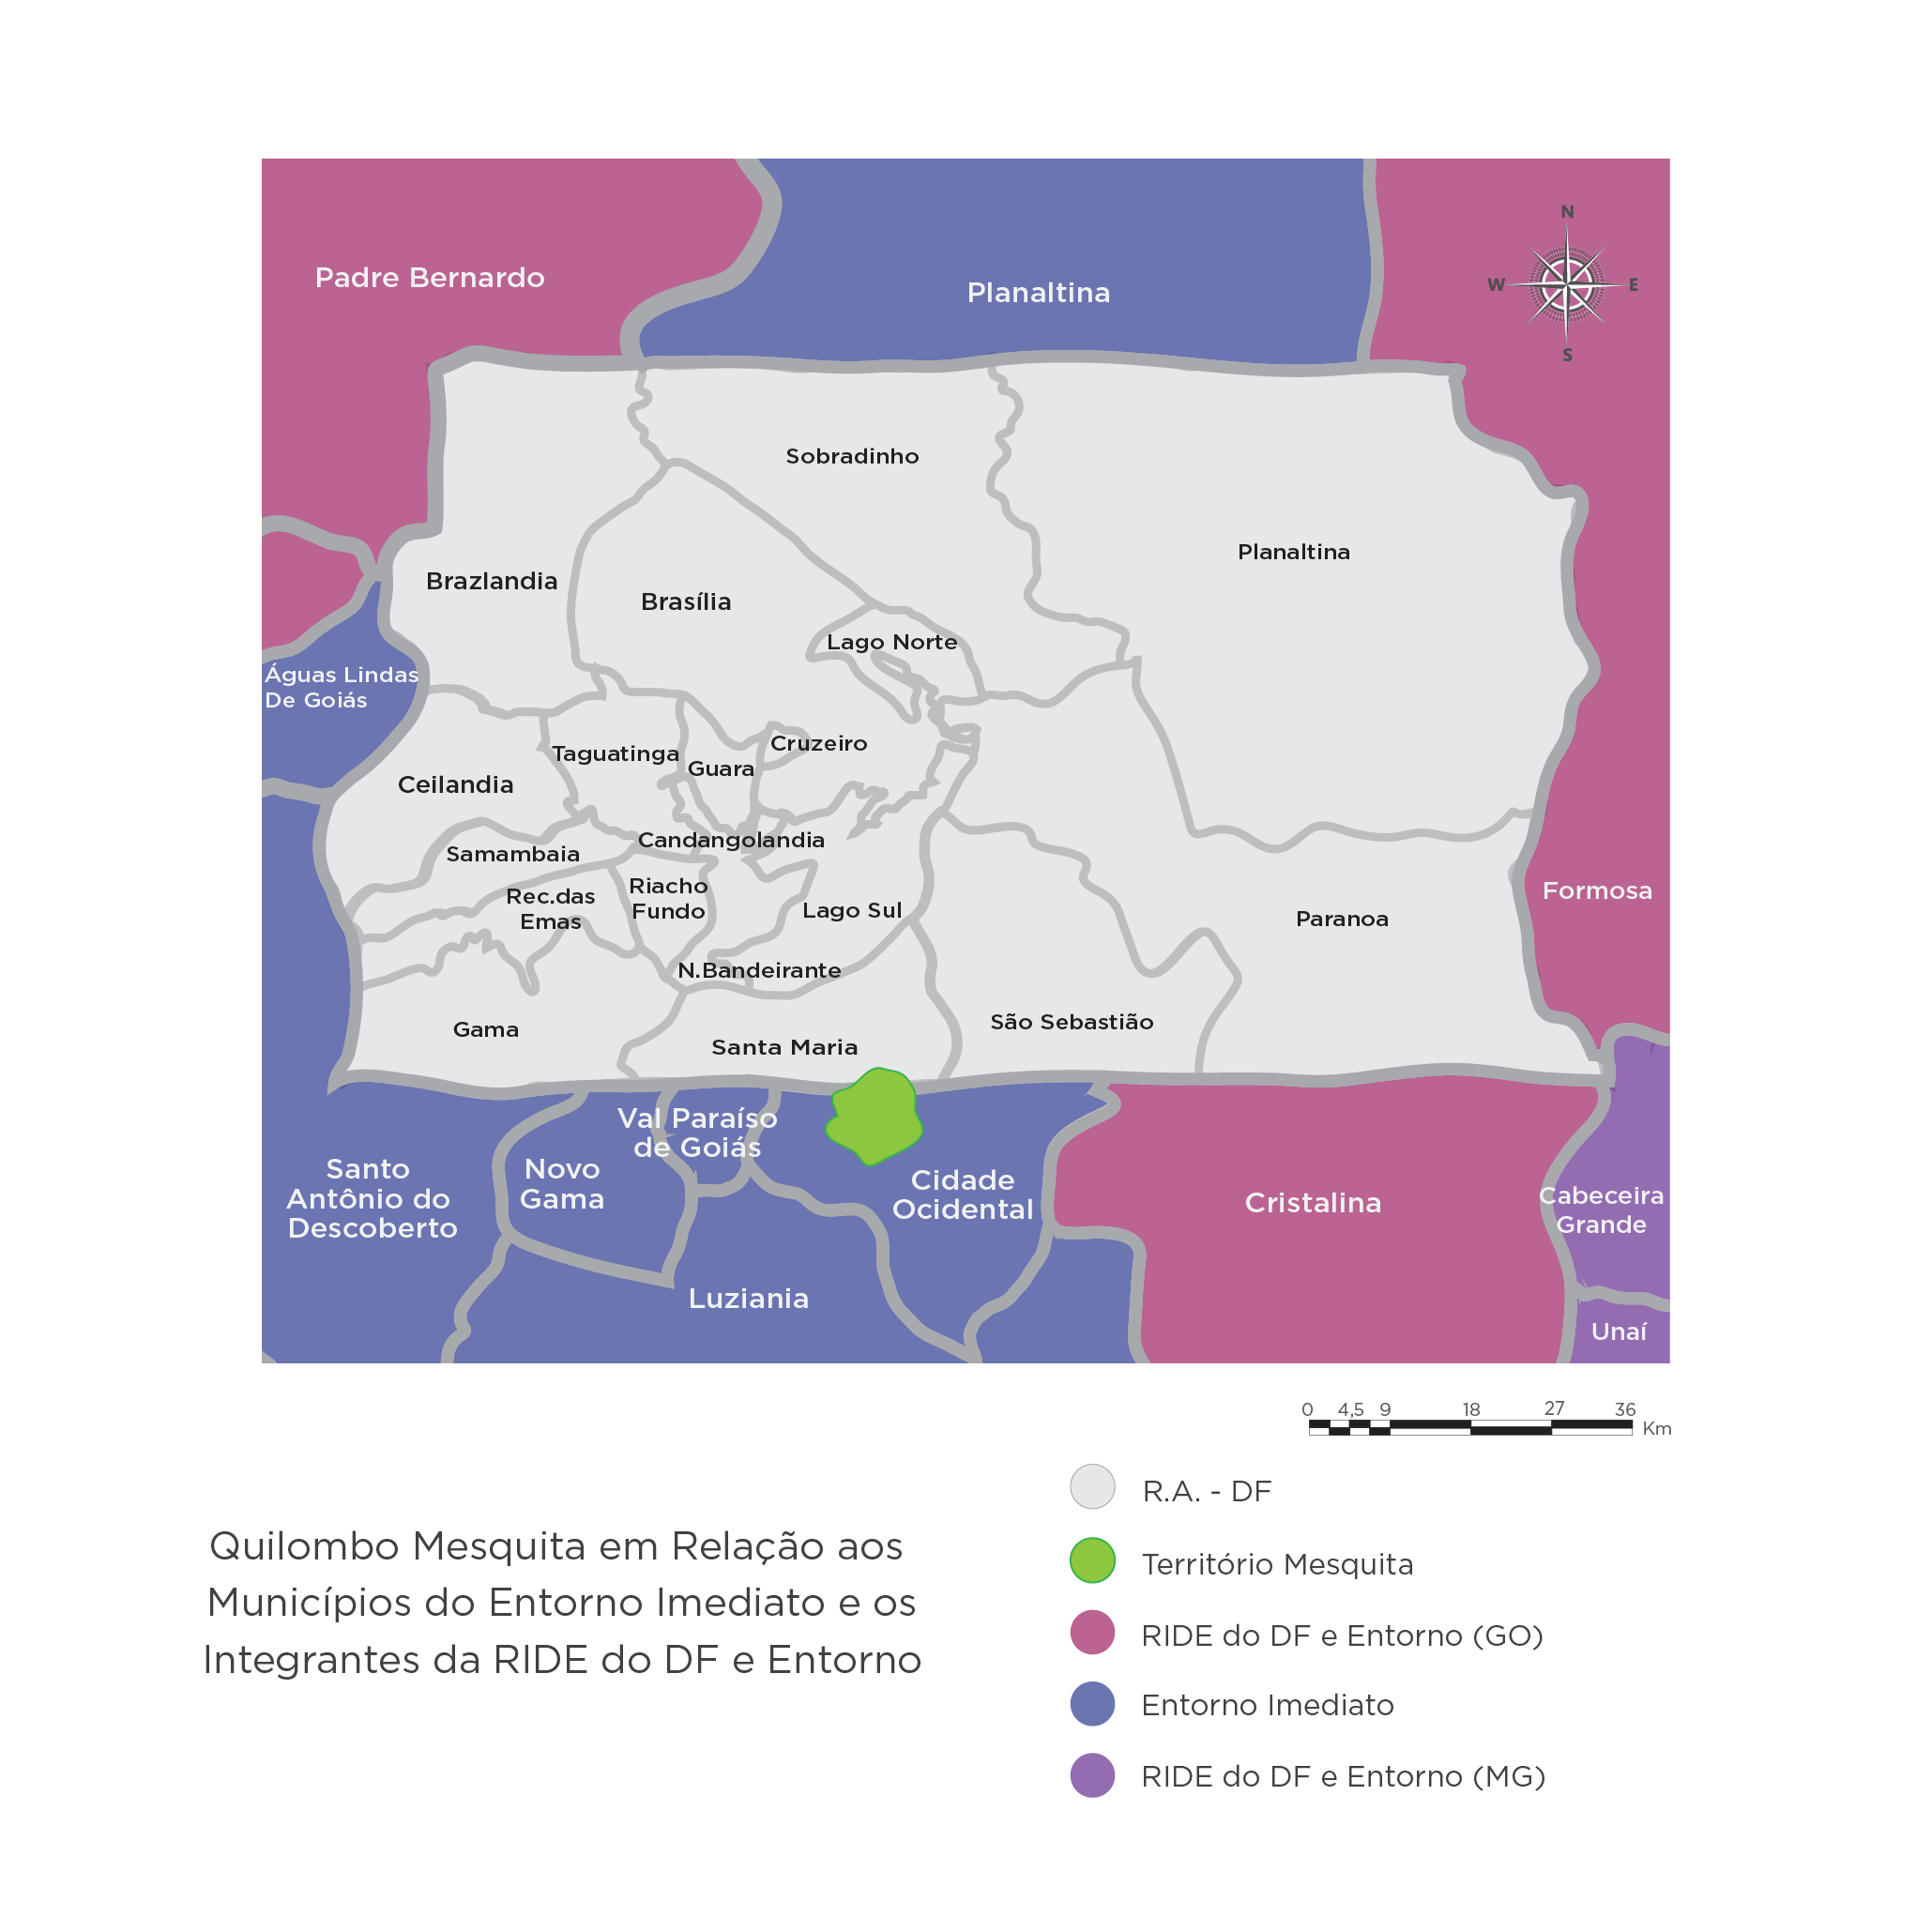 N
W
E
S
Padre Bernardo
Planaltina
Sobradinho
Planaltina
Brazlandia
Brasília
Lago Norte
Águas Lindas
De Goiás
Cruzeiro
Taguatinga
Guara
Ceilandia
Candangolandia
Samambaia
Rec.das
Emas
Riacho
Fundo
Lago Sul
Formosa
Paranoa
N.Bandeirante
São Sebastião
Gama
Santa Maria
Val Paraíso
de Goiás
Santo
Antônio do
Descoberto
Novo
Gama
Cidade
Ocidental
Cristalina
Cabeceira
Grande
Luziania
Unaí
0 4,5 9 18 27 36
Km
R.A. - DF
Território Mesquita
RIDE do DF e Entorno (GO)
Entorno Imediato
RIDE do DF e Entorno (MG)
Quilombo Mesquita em Relação aos
Municípios do Entorno Imediato e os
Integrantes da RIDE do DF e Entorno